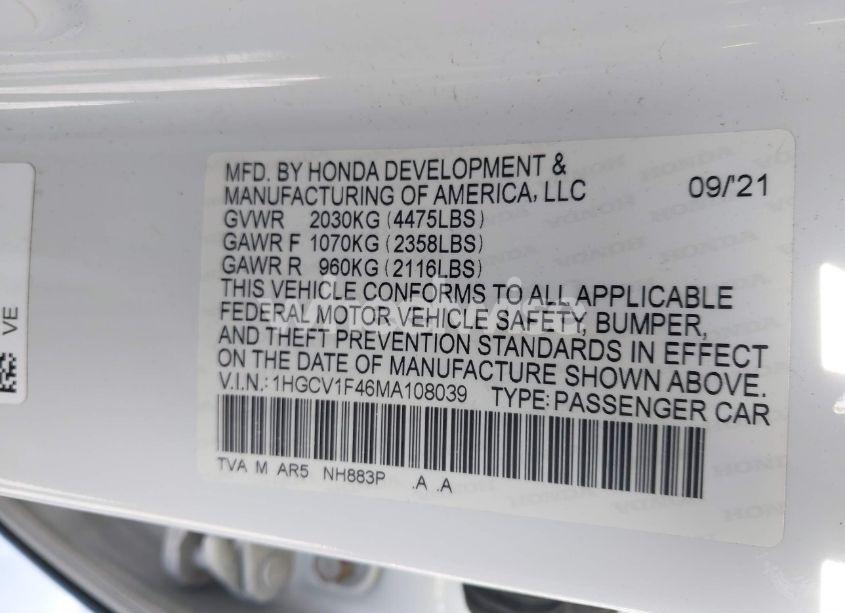 MFD. BY HONDA DEVELOPMENT &
MANUFACTURING OF AMERICA, LLC 09/'21
GVWR 2030KG (4475LBS)
GAWR F 1070KG (2358LBS)
GAWR R 960KG (2116LBS)
THIS VEHICLE CONFORMS TO ALL APPLICABLE
FEDERAL MOTOR VEHICLE SAFETY, BUMPER,
AND THEFT PREVENTION STANDARDS IN EFFECT
ON THE DATE OF MANUFACTURE SHOWN ABOVE.
V.I.N.: 1HGCV1F46MA108039 TYPE: PASSENGER CAR
TVA M AR5 NH883P .A .A
VE